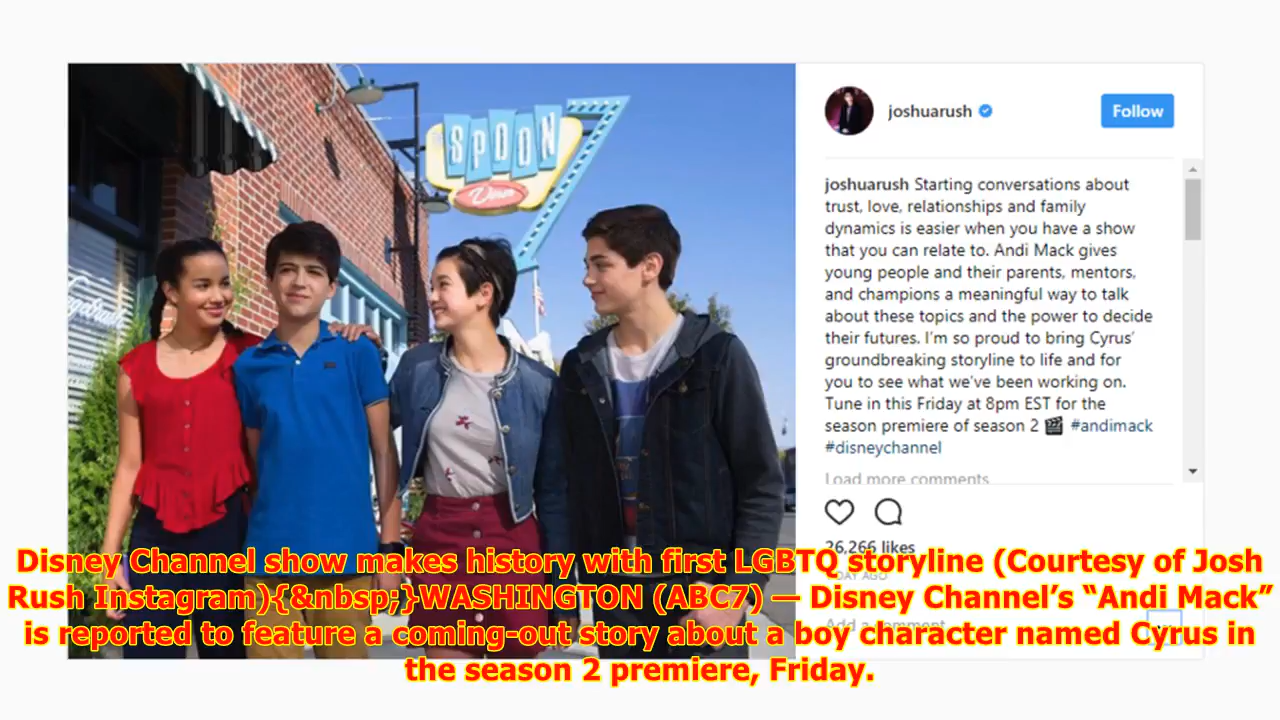 SPOON
Diner
joshuarush
Follow
joshuarush Starting conversations about
trust, love, relationships and family
dynamics is easier when you have a show
that you can relate to. Andi Mack gives
young people and their parents, mentors,
and champions a meaningful way to talk
about these topics and the power to decide
their futures. I'm so proud to bring Cyrus'
groundbreaking storyline to life and for
you to see what we've been working on.
Tune in this Friday at 8pm EST for the
season premiere of season 2 🎬 #andimack
#disneychannel
Load more comments
26,266 likes
DAY AGO
Add a comment
Disney Channel show makes history with first LGBTQ storyline (Courtesy of Josh
Rush Instagram){&nbsp;}WASHINGTON (ABC7) — Disney Channel’s “Andi Mack”
is reported to feature a coming-out story about a boy character named Cyrus in
the season 2 premiere, Friday.